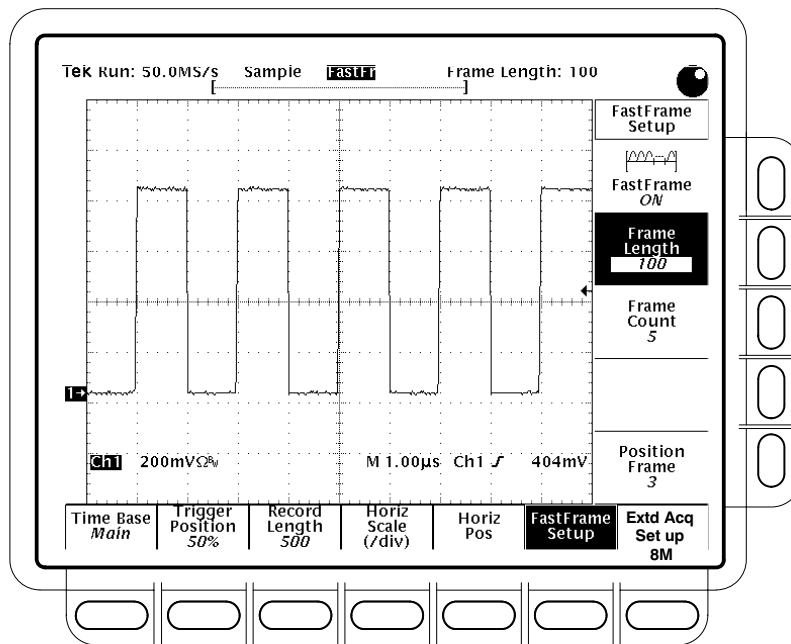 Tek Run: 50.0MS/s Sample FastFr Frame Length: 100
FastFrame
Setup
FastFrame
ON
Frame
Length
100
Frame
Count
5
1→
Ch1 200mVΩBW M 1.00µs Ch1 ʃ 404mV
Position
Frame
3
Time Base
Main
Trigger
Position
50%
Record
Length
500
Horiz
Scale
(/div)
Horiz
Pos
FastFrame
Setup
Extd Acq
Set up
8M